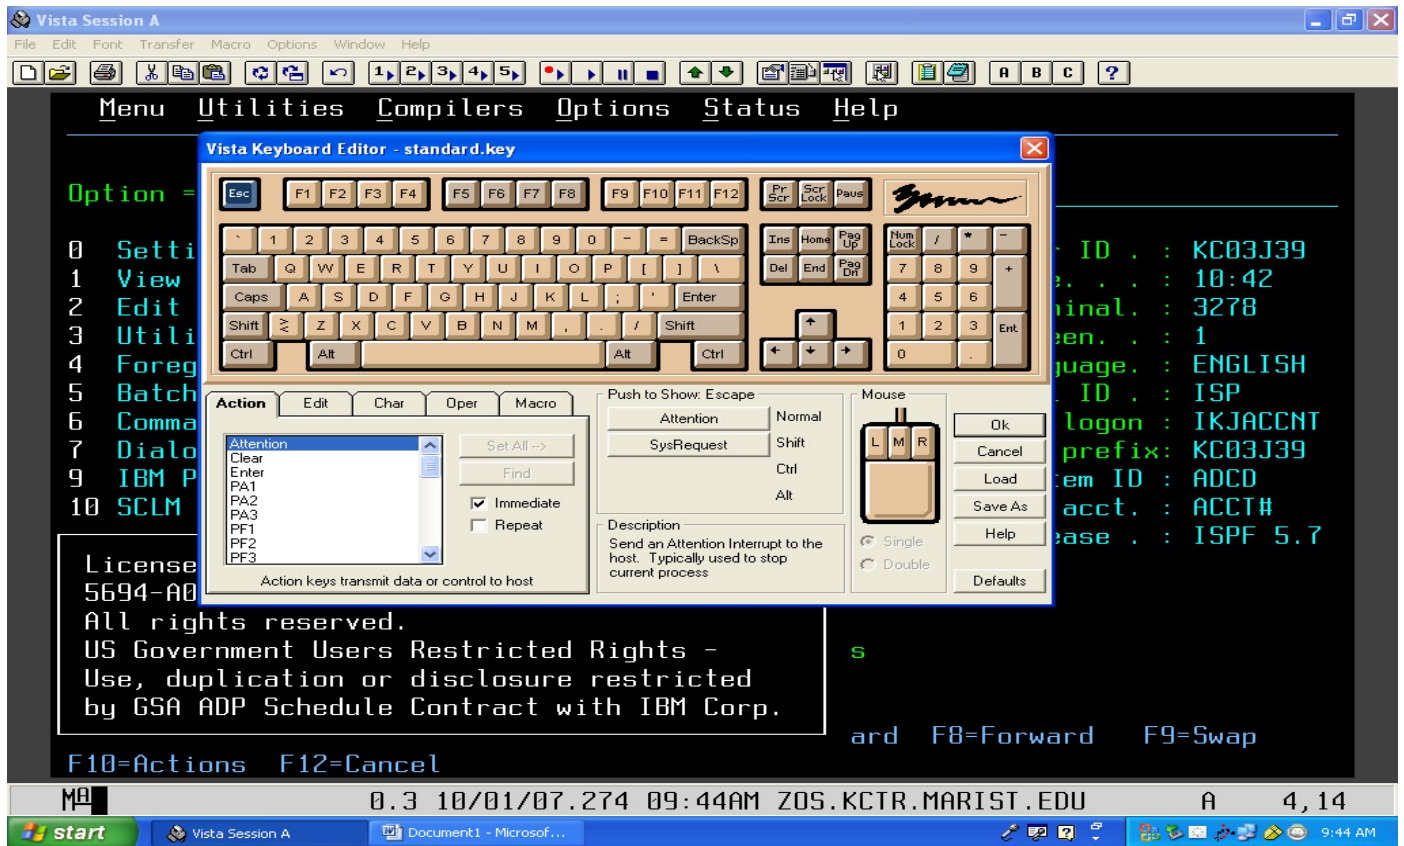 Vista Session A
File Edit Font Transfer Macro Options Window Help
1 2 3 4 5 A B C ?
Menu Utilities Compilers Options Status Help
Vista Keyboard Editor - standard.key
Option =
Esc F1 F2 F3 F4 F5 F6 F7 F8 F9 F10 F11 F12 Pr Scr Scr Lock Paus
` 1 2 3 4 5 6 7 8 9 0 - = BackSp Ins Home Pag Up Num Lock / * -
Tab Q W E R T Y U I O P [ ] \ Del End Pag Dn 7 8 9 +
Caps A S D F G H J K L ; ' Enter 4 5 6
Shift Z X C V B N M , . / Shift 1 2 3 Ent
Ctrl Alt Alt Ctrl 0 .
0 Setti
1 View
2 Edit
3 Utili
4 Foreg
5 Batch
6 Comma
7 Dialo
9 IBM P
10 SCLM
ID . : KC03J39
. . . : 10:42
inal. : 3278
een. . : 1
uage. : ENGLISH
ID . : ISP
logon : IKJACCNT
prefix: KC03J39
em ID : ADCD
acct. : ACCT#
ease . : ISPF 5.7
Action Edit Char Oper Macro
Attention
Clear
Enter
PA1
PA2
PA3
PF1
PF2
PF3
Set All -->
Find
Immediate
Repeat
Action keys transmit data or control to host
Push to Show: Escape
Attention Normal
SysRequest Shift
Ctrl
Alt
Description
Send an Attention Interrupt to the
host. Typically used to stop
current process
Mouse
L M R
Single
Double
Ok
Cancel
Load
Save As
Help
Defaults
License
5694-A0
All rights reserved.
US Government Users Restricted Rights -
Use, duplication or disclosure restricted
by GSA ADP Schedule Contract with IBM Corp.
s
ard F8=Forward F9=Swap
F10=Actions F12=Cancel
MA 0.3 10/01/07.274 09:44AM ZOS.KCTR.MARIST.EDU A 4,14
start Vista Session A Document1 - Microsof... 9:44 AM